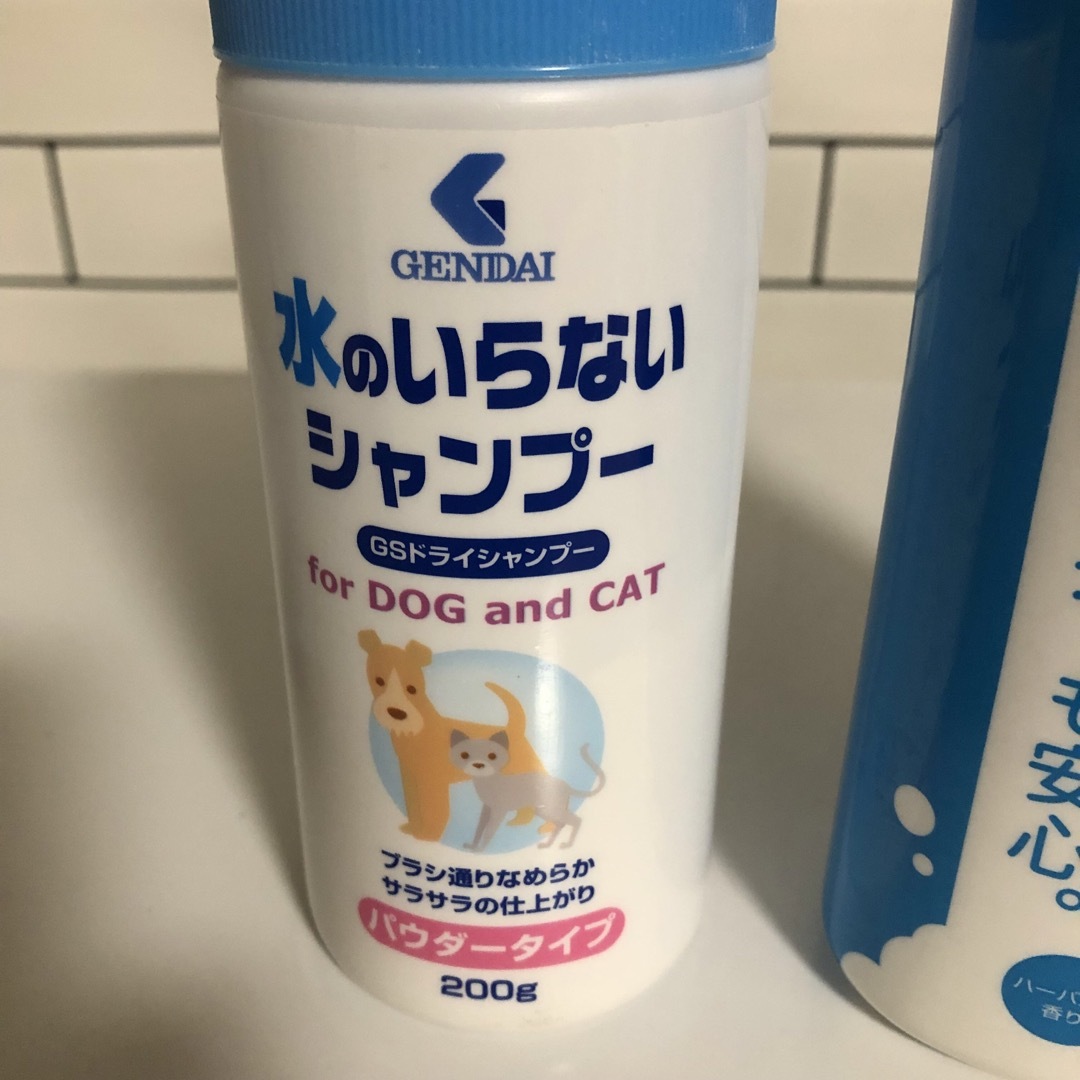 GENDAI
水のいらない
シャンプー
GSドライシャンプー
for DOG and CAT
ブラシ通りなめらか
サラサラの仕上がり
パウダータイプ
200g
安心。
香り